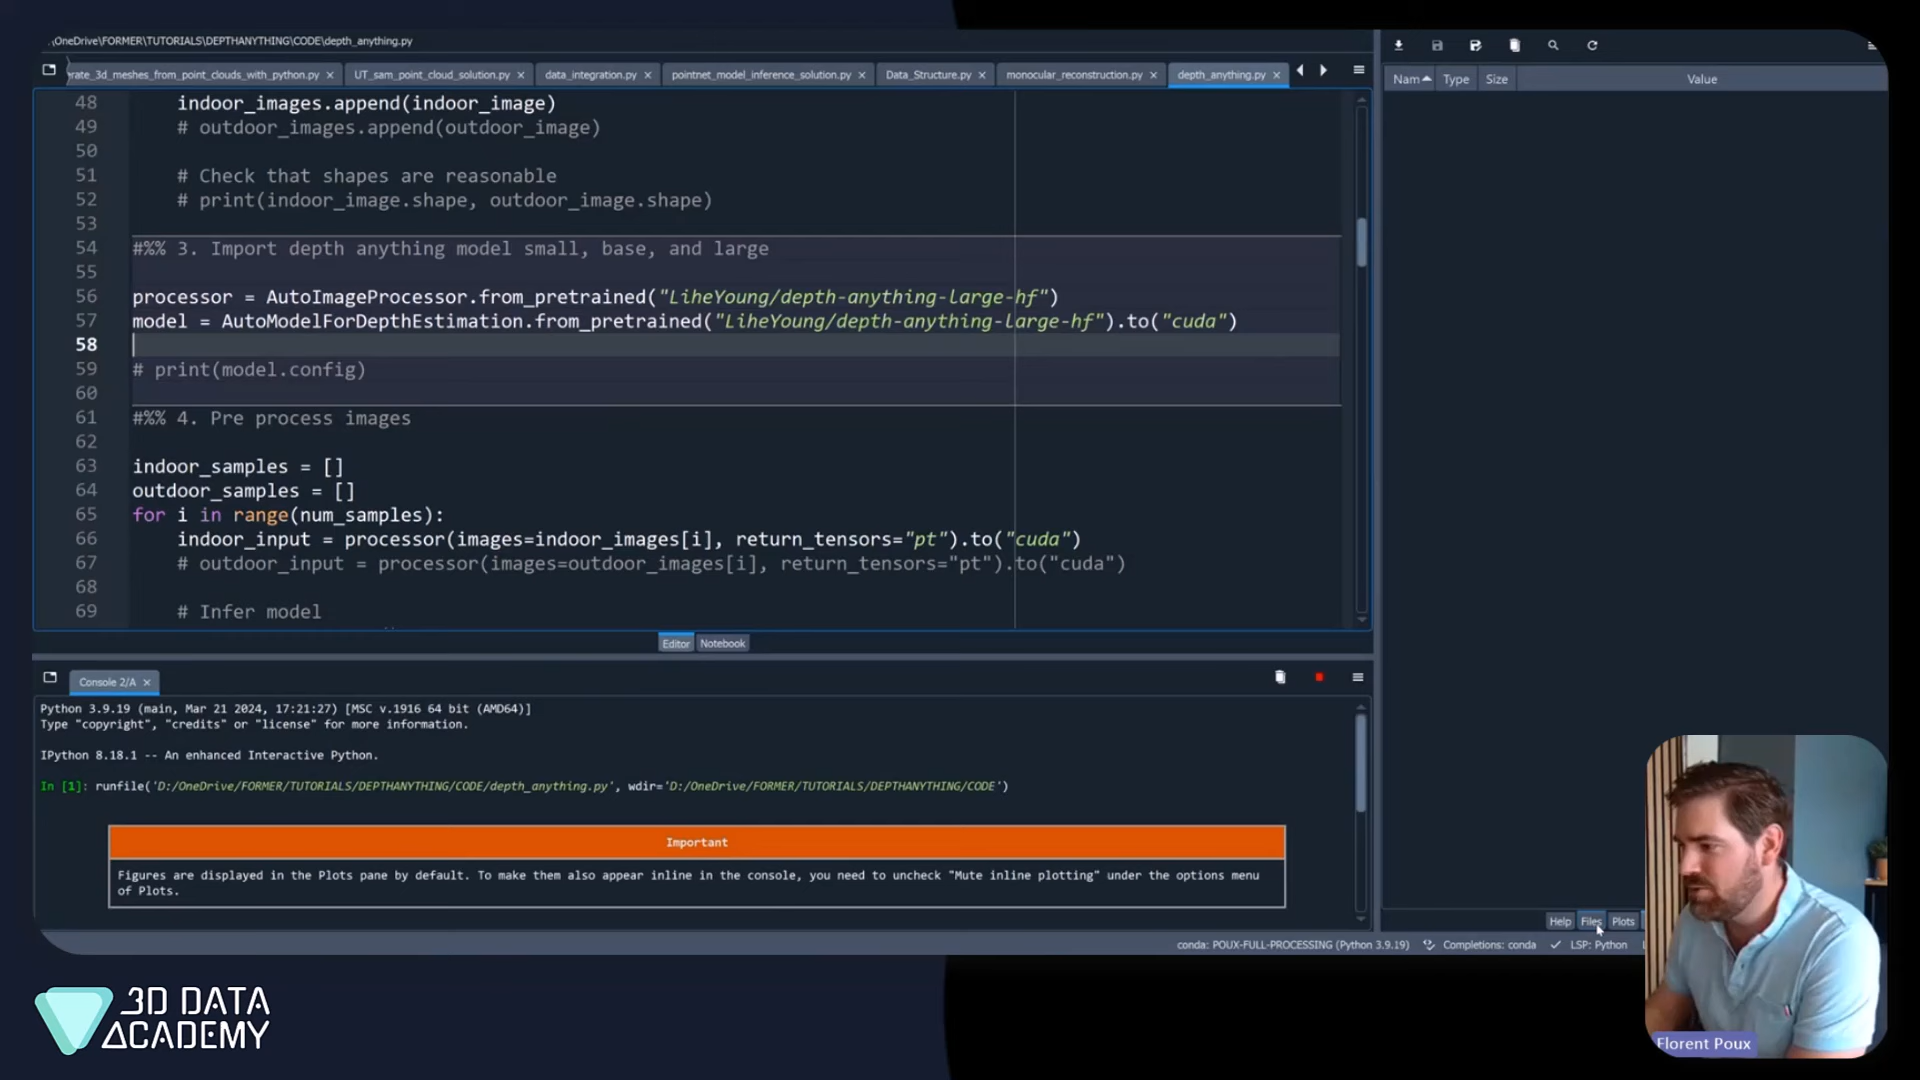 .\OneDrive\FORMER\TUTORIALS\DEPTHANYTHING\CODE\depth_anything.py
rate_3d_meshes_from_point_clouds_with_python.py
UT_sam_point_cloud_solution.py
data_integration.py
pointnet_model_inference_solution.py
Data_Structure.py
monocular_reconstruction.py
depth_anything.py
48 indoor_images.append(indoor_image)
49 # outdoor_images.append(outdoor_image)
50
51 # Check that shapes are reasonable
52 # print(indoor_image.shape, outdoor_image.shape)
53
54 #%% 3. Import depth anything model small, base, and large
55
56 processor = AutoImageProcessor.from_pretrained("LiheYoung/depth-anything-large-hf")
57 model = AutoModelForDepthEstimation.from_pretrained("LiheYoung/depth-anything-large-hf").to("cuda")
58
59 # print(model.config)
60
61 #%% 4. Pre process images
62
63 indoor_samples = []
64 outdoor_samples = []
65 for i in range(num_samples):
66 indoor_input = processor(images=indoor_images[i], return_tensors="pt").to("cuda")
67 # outdoor_input = processor(images=outdoor_images[i], return_tensors="pt").to("cuda")
68
69 # Infer model
Editor Notebook
Console 2/A
Python 3.9.19 (main, Mar 21 2024, 17:21:27) [MSC v.1916 64 bit (AMD64)]
Type "copyright", "credits" or "license" for more information.
IPython 8.18.1 -- An enhanced Interactive Python.
In [1]: runfile('D:/OneDrive/FORMER/TUTORIALS/DEPTHANYTHING/CODE/depth_anything.py', wdir='D:/OneDrive/FORMER/TUTORIALS/DEPTHANYTHING/CODE')
Important
Figures are displayed in the Plots pane by default. To make them also appear inline in the console, you need to uncheck "Mute inline plotting" under the options menu
of Plots.
Nam Type Size Value
Help Files Plots
conda: POUX-FULL-PROCESSING (Python 3.9.19) Completions: conda LSP: Python
3D DATA
ACADEMY
Florent Poux